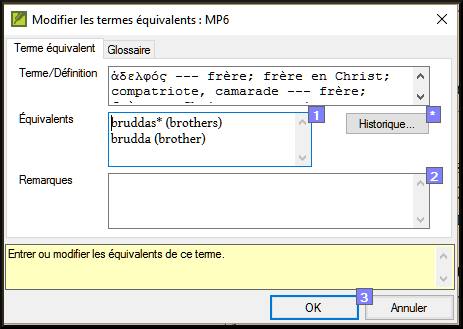 Modifier les termes équivalents : MP6
Terme équivalent Glossaire
Terme/Définition
ἀδελφός --- frère; frère en Christ;
compatriote, camarade --- frère;
Équivalents
bruddas* (brothers)
brudda (brother)
1
*
Historique...
Remarques
2
Entrer ou modifier les équivalents de ce terme.
3
OK Annuler